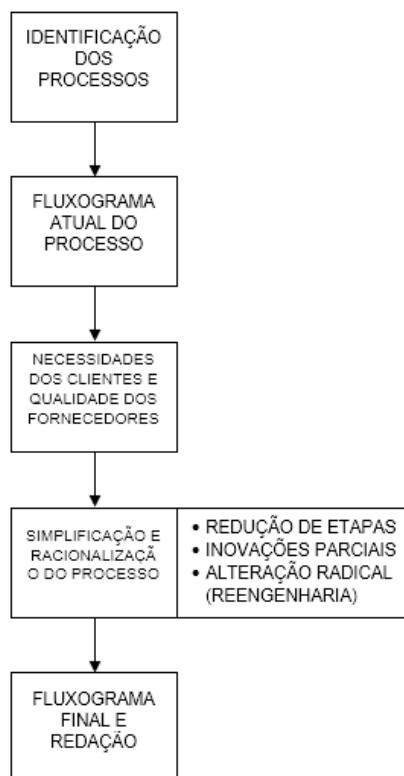 IDENTIFICAÇÃO
DOS
PROCESSOS
FLUXOGRAMA
ATUAL DO
PROCESSO
NECESSIDADES
DOS CLIENTES E
QUALIDADE DOS
FORNECEDORES
SIMPLIFICAÇÃO E
RACIONALIZAÇÃ
O DO PROCESSO
• REDUÇÃO DE ETAPAS
• INOVAÇÕES PARCIAIS
• ALTERAÇÃO RADICAL
(REENGENHARIA)
FLUXOGRAMA
FINAL E
REDAÇÃO